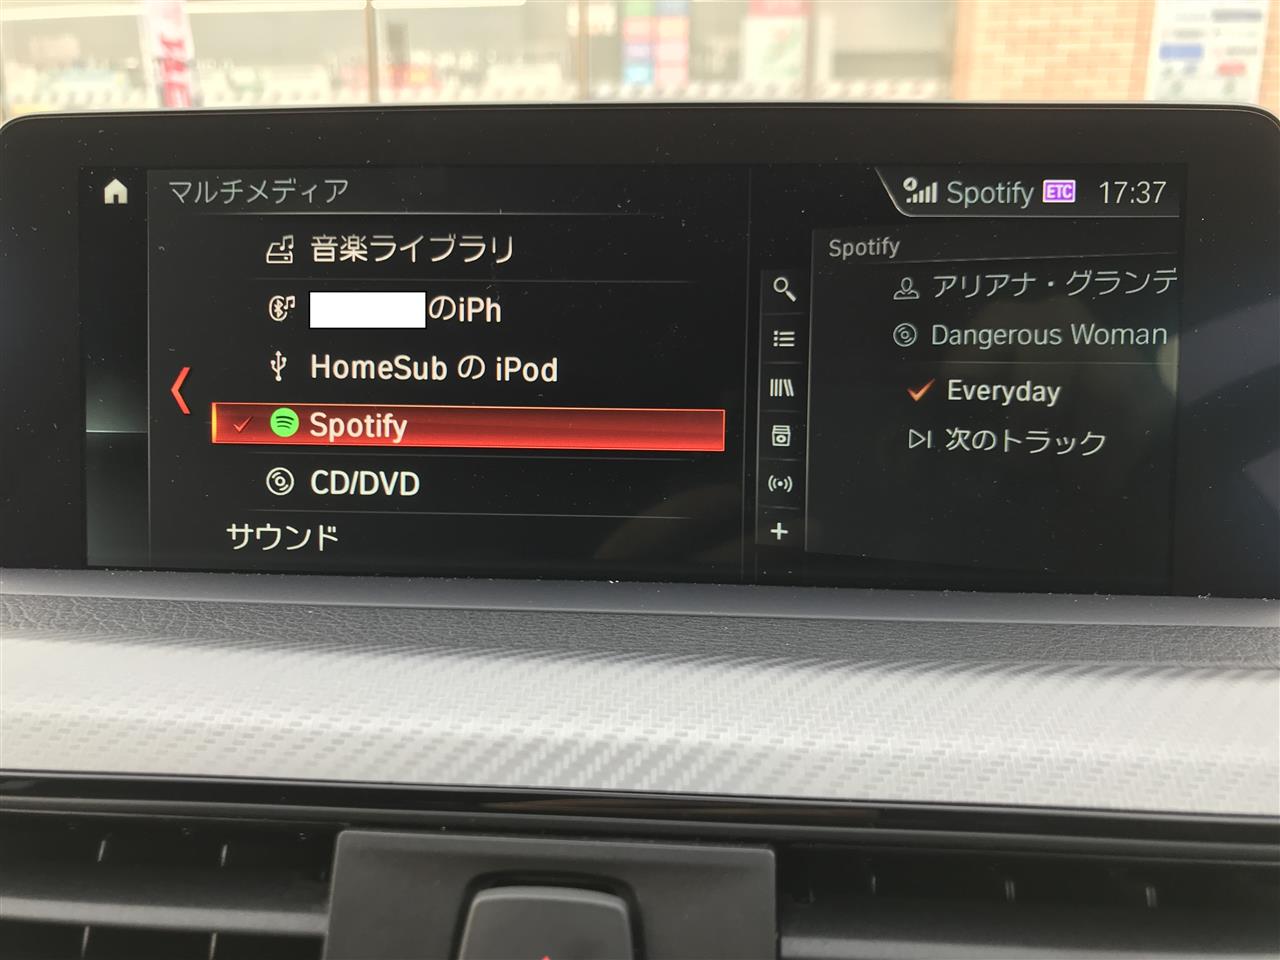 マルチメディア
音楽ライブラリ
のiPh
HomeSub の iPod
Spotify
CD/DVD
サウンド
Spotify ETC 17:37
Spotify
アリアナ・グランデ
Dangerous Woman
Everyday
次のトラック